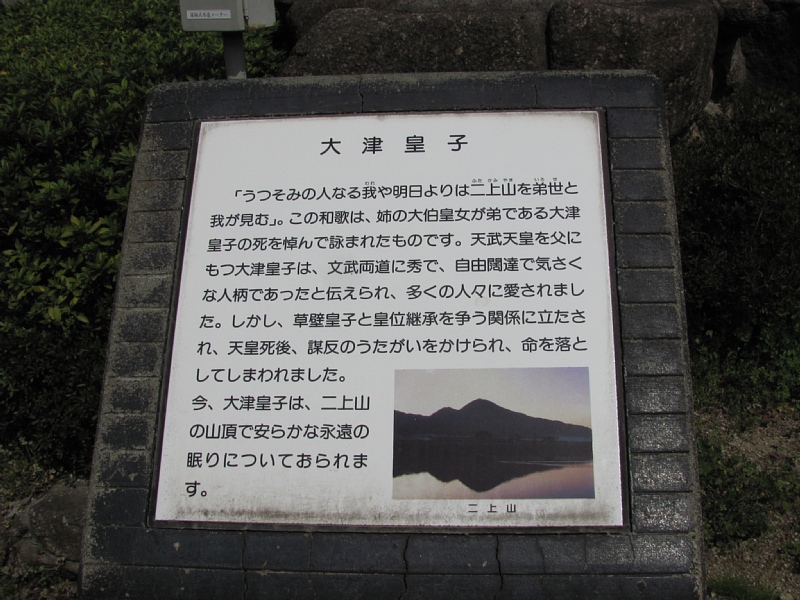 大津皇子
「うつそみの人なる我や明日よりは二上山を弟世と
我が見む」。この和歌は、姉の大伯皇女が弟である大津
皇子の死を悼んで詠まれたものです。天武天皇を父に
もつ大津皇子は、文武両道に秀で、自由闊達で気さく
な人柄であったと伝えられ、多くの人々に愛されまし
た。しかし、草壁皇子と皇位継承を争う関係に立たさ
れ、天皇死後、謀反のうたがいをかけられ、命を落と
してしまわれました。
今、大津皇子は、二上山
の山頂で安らかな永遠の
眠りについておられま
す。
二上山